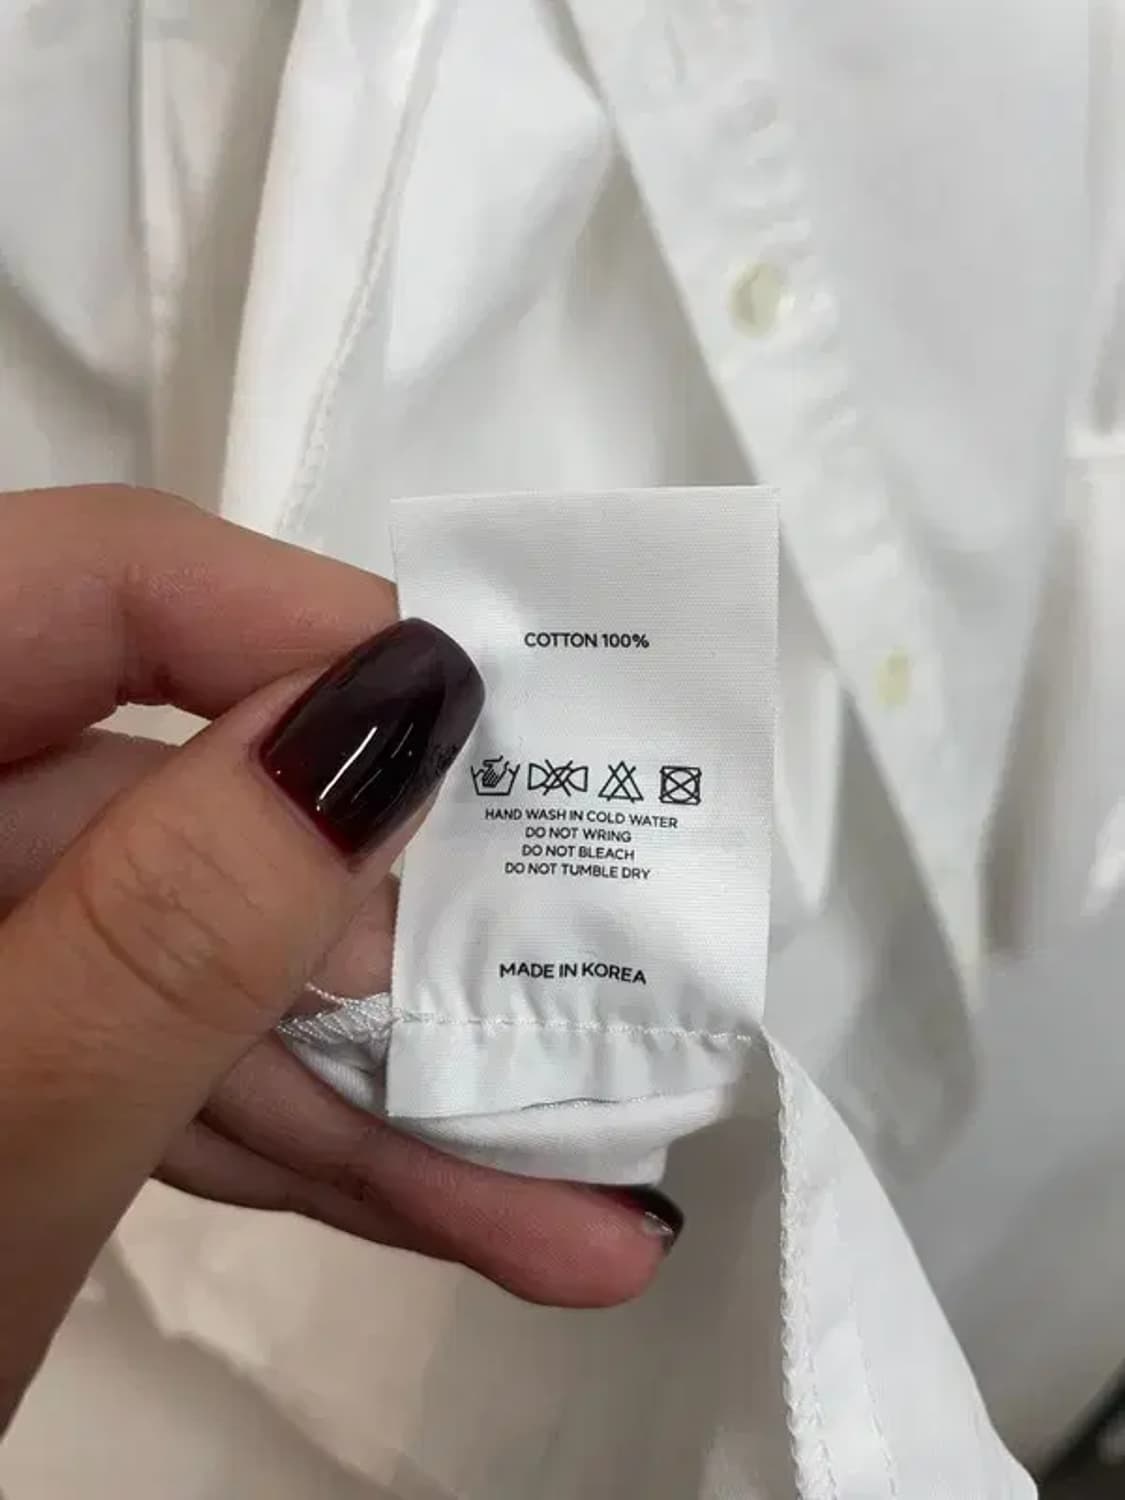 COTTON 100%
HAND WASH IN COLD WATER
DO NOT WRING
DO NOT BLEACH
DO NOT TUMBLE DRY
MADE IN KOREA